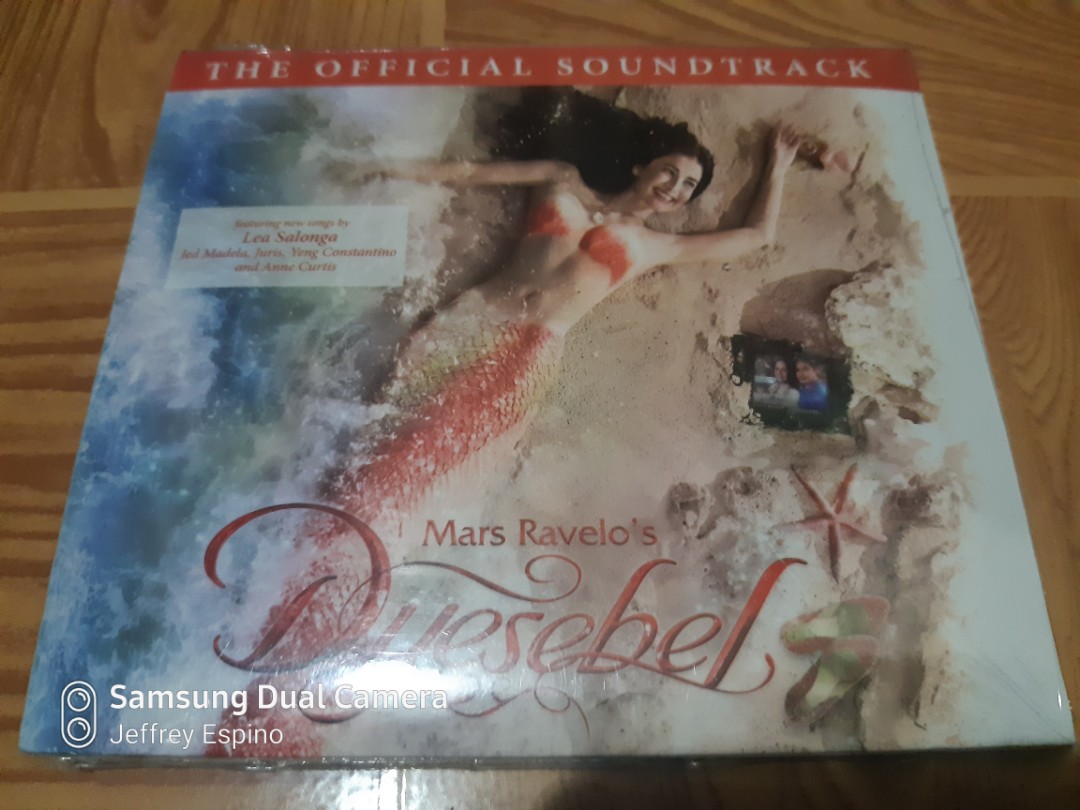 THE OFFICIAL SOUNDTRACK
featuring new songs by
Lea Salonga
Jed Madela, Juris, Yeng Constantino
and Anne Curtis
Mars Ravelo's
Dyesebel
Samsung Dual Camera
Jeffrey Espino